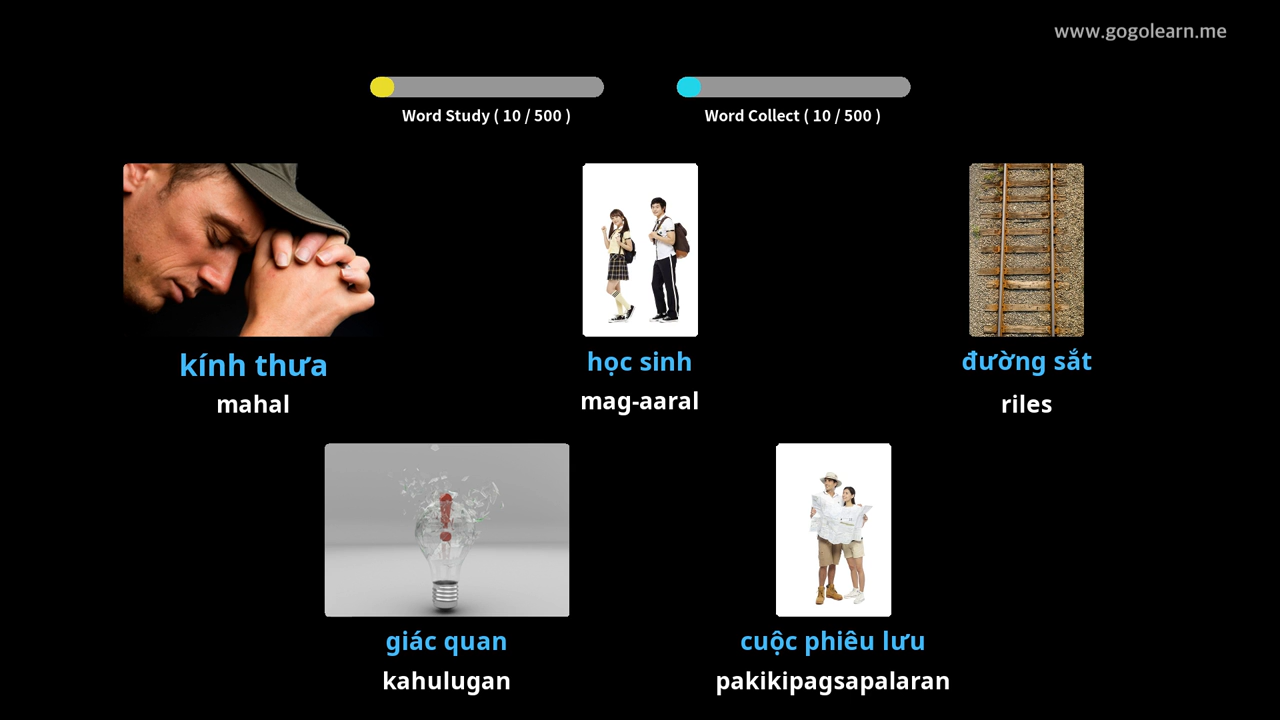 www.gogolearn.me
Word Study ( 10 / 500 )
Word Collect ( 10 / 500 )
kính thưa
mahal
học sinh
mag-aaral
đường sắt
riles
giác quan
kahulugan
cuộc phiêu lưu
pakikipagsapalaran